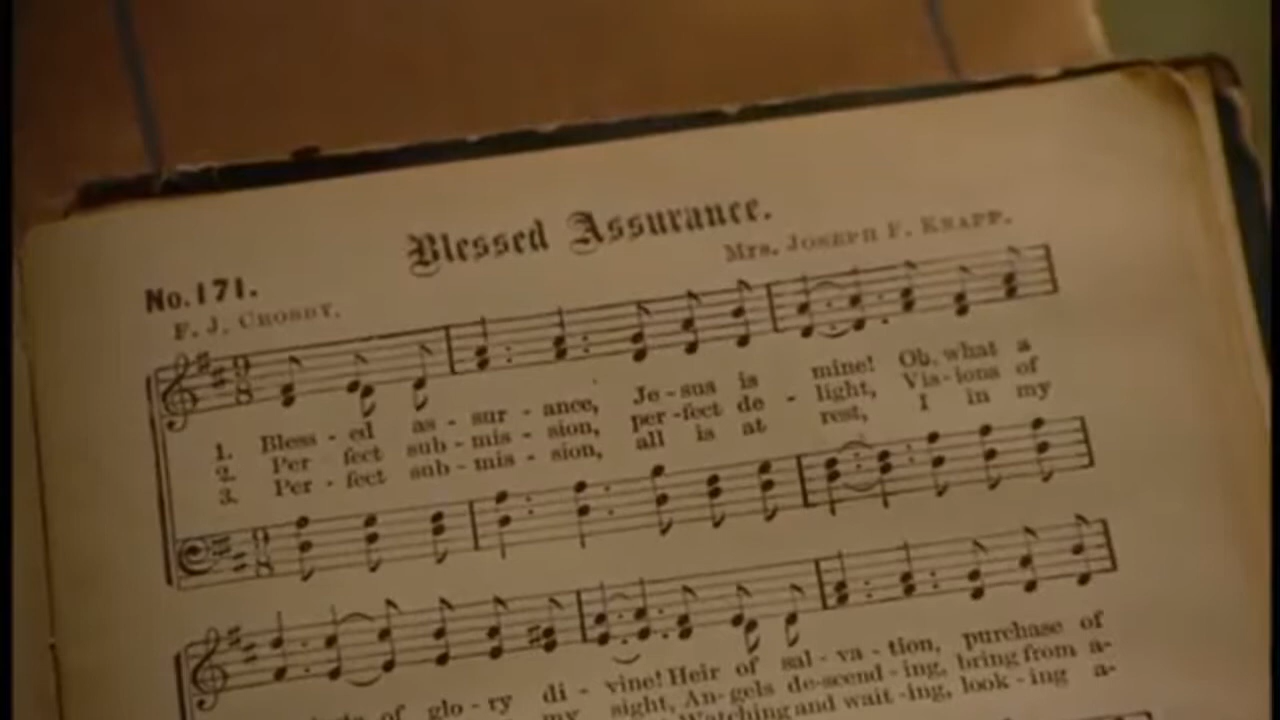 Blessed Assurance.
No. 171.
F. J. CROSBY.
Mrs. JOSEPH F. KNAPP.
1. Bless - ed as - sur - ance, Je - sus is mine! Oh, what a
2. Per - fect sub - mis - sion, per - fect de - light, Vis - ions of
3. Per - fect sub - mis - sion, all is at rest, I in my
of glo - ry di - vine! Heir of sal - va - tion, purchase of
my sight, An - gels de - scend - ing, bring from a-
Watching and wait - ing, look - ing a-